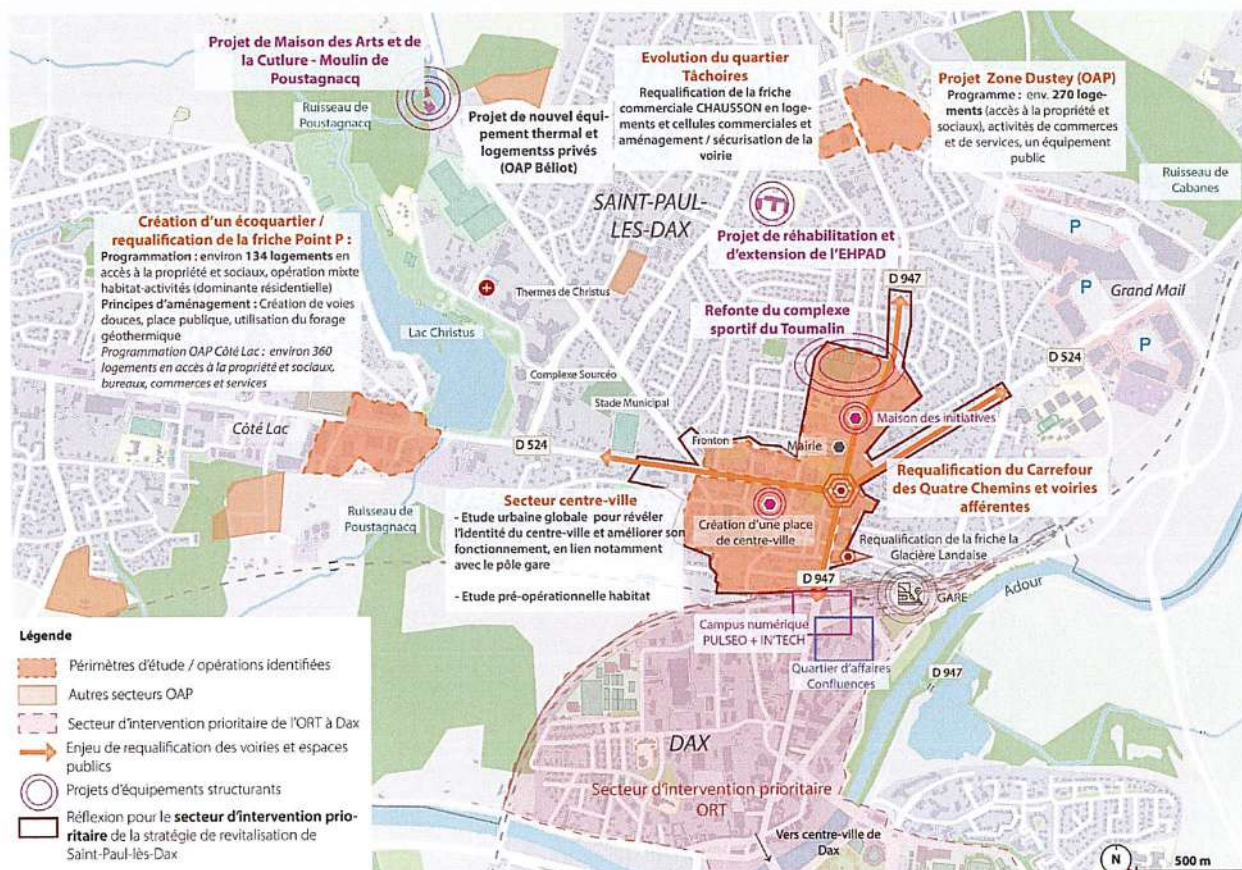 Projet de Maison des Arts et de
la Cutlure - Moulin de
Poustagnacq
Ruisseau de
Poustagnacq
Projet de nouvel équi-
pement thermal et
logementss privés
(OAP Béliot)
Evolution du quartier
Tâchoires
Requalification de la friche
commerciale CHAUSSON en loge-
ments et cellules commerciales et
aménagement / sécurisation de la
voirie
Projet Zone Dustey (OAP)
Programme : env. 270 loge-
ments (accès à la propriété et
sociaux), activités de commerces
et de services, un équipement
public
Ruisseau de
Cabanes
SAINT-PAUL-
LES-DAX
Création d'un écoquartier /
requalification de la friche Point P :
Programmation : environ 134 logements en
accès à la propriété et sociaux, opération mixte
habitat-activités (dominante résidentielle)
Principes d'aménagement : Création de voies
douces, place publique, utilisation du forage
géothermique
Programmation OAP Côté Lac : environ 360
logements en accès à la propriété et sociaux,
bureaux, commerces et services
Projet de réhabilitation et
d'extension de l'EHPAD
D 947
P
P
P
Grand Mail
Thermes de Christus
Refonte du complexe
sportif du Toumalin
Lac Christus
D 524
Complexe Sourcéo
Stade Municipal
Maison des initiatives
Côté Lac
D 524
Fronton
Mairie
Requalification du Carrefour
des Quatre Chemins et voiries
afférentes
Secteur centre-ville
- Etude urbaine globale pour révéler
l'identité du centre-ville et améliorer son
fonctionnement, en lien notamment
avec le pôle gare
- Etude pré-opérationnelle habitat
Ruisseau de
Poustagnacq
Création d'une place
de centre-ville
Requalification de la friche la
Glacière Landaise
D 947
GARE
Adour
Campus numérique
PULSEO + IN'TECH
Quartier d'affaires
Confluences
D 947
DAX
Secteur d'intervention prioritaire
ORT
Vers centre-ville de
Dax
Légende
Périmètres d'étude / opérations identifiées
Autres secteurs OAP
Secteur d'intervention prioritaire de l'ORT à Dax
Enjeu de requalification des voiries et espaces
publics
Projets d'équipements structurants
Réflexion pour le secteur d'intervention prio-
ritaire de la stratégie de revitalisation de
Saint-Paul-lès-Dax
N
500 m